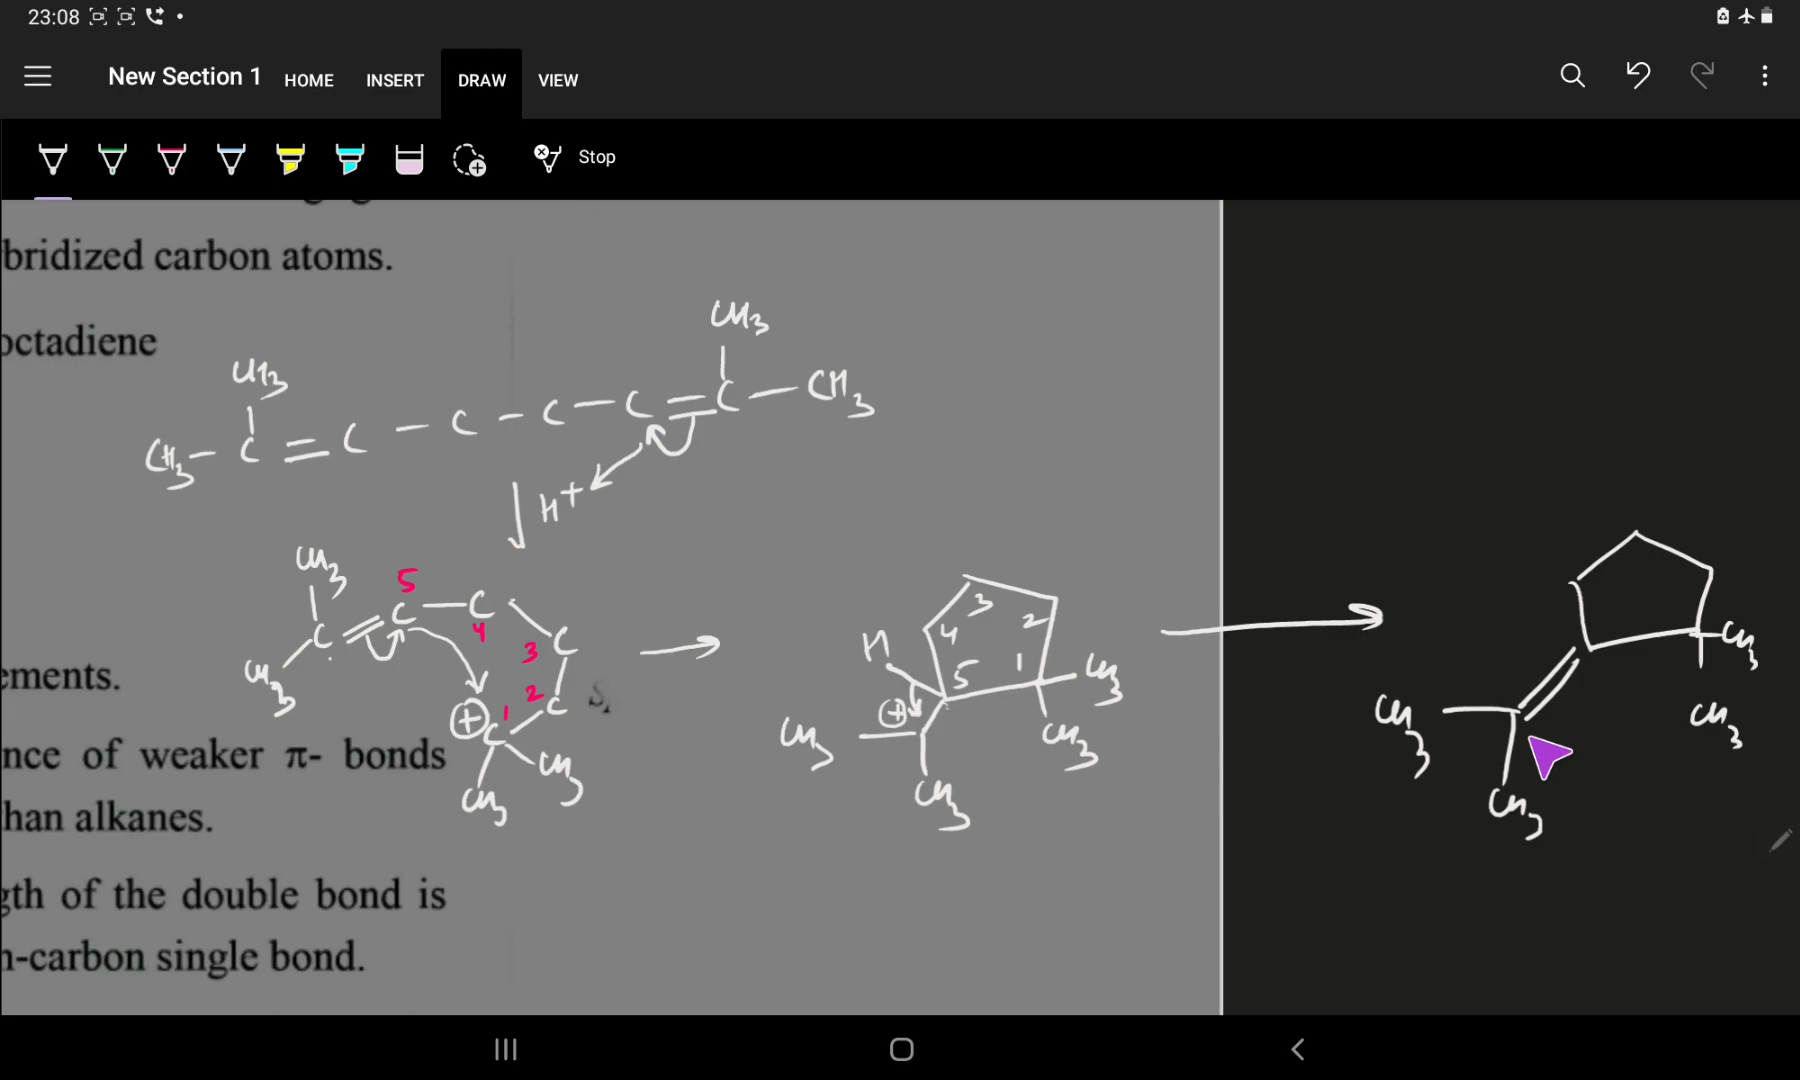 23:08
New Section 1 HOME INSERT DRAW VIEW
Stop
bridized carbon atoms.
octadiene
CH3
CH3
CH3 - C = C - C - C - C = C - CH3
H+
CH3
5
C = C - C
4
CH3
3 C
2 C
+ 1 C
CH3
CH3
3
4 2
H 5 1
CH3
+
CH3
CH3
CH3
CH3
CH3
CH3
CH3
ements.
nce of weaker π- bonds
han alkanes.
gth of the double bond is
n-carbon single bond.